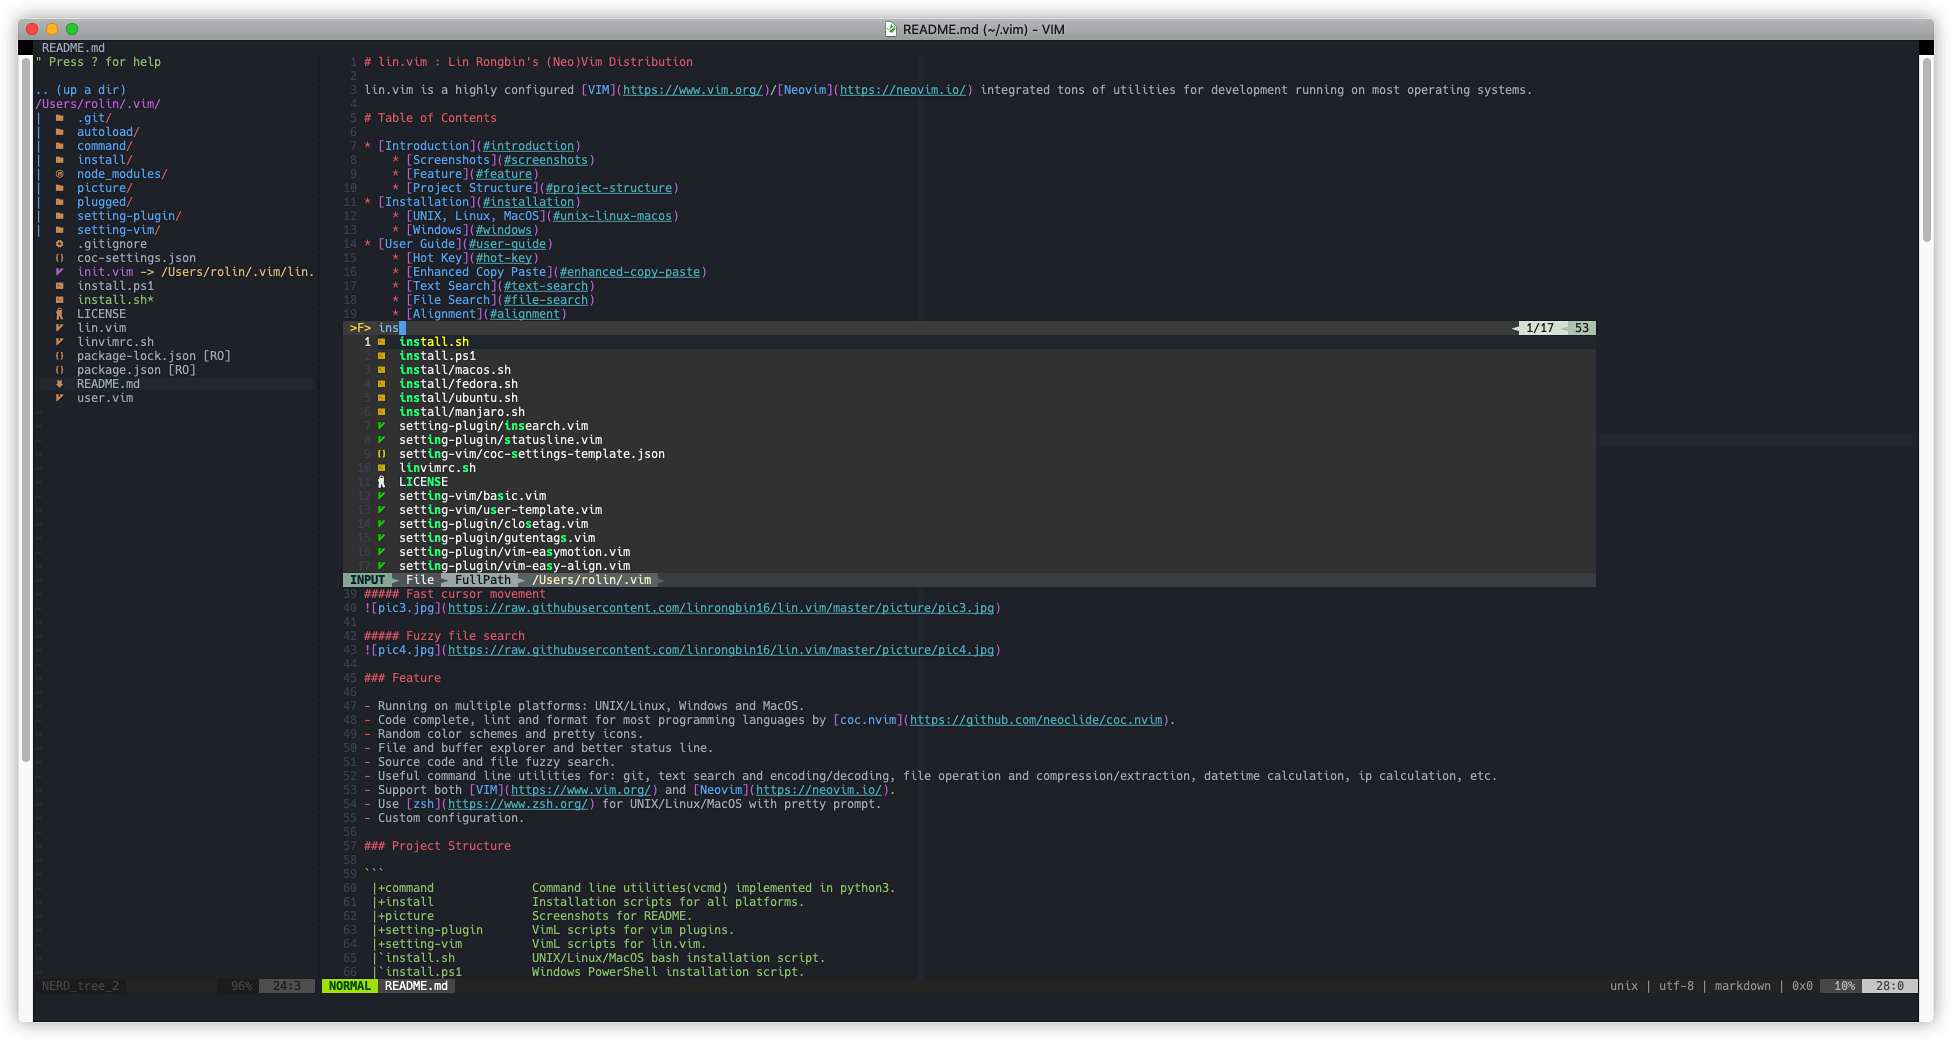 README.md (~/.vim) - VIM
README.md
" Press ? for help
.. (up a dir)
/Users/rolin/.vim/
.git/
autoload/
command/
install/
node_modules/
picture/
plugged/
setting-plugin/
setting-vim/
.gitignore
coc-settings.json
init.vim -> /Users/rolin/.vim/lin.
install.ps1
install.sh*
LICENSE
lin.vim
linvimrc.sh
package-lock.json [RO]
package.json [RO]
README.md
user.vim
NERD_tree_2 96% 24:3
1 # lin.vim : Lin Rongbin's (Neo)Vim Distribution
2
3 lin.vim is a highly configured [VIM](https://www.vim.org/)/[Neovim](https://neovim.io/) integrated tons of utilities for development running on most operating systems.
4
5 # Table of Contents
6
7 * [Introduction](#introduction)
8 * [Screenshots](#screenshots)
9 * [Feature](#feature)
10 * [Project Structure](#project-structure)
11 * [Installation](#installation)
12 * [UNIX, Linux, MacOS](#unix-linux-macos)
13 * [Windows](#windows)
14 * [User Guide](#user-guide)
15 * [Hot Key](#hot-key)
16 * [Enhanced Copy Paste](#enhanced-copy-paste)
17 * [Text Search](#text-search)
18 * [File Search](#file-search)
19 * [Alignment](#alignment)
>F> ins 1/17 53
1 install.sh
2 install.ps1
3 install/macos.sh
4 install/fedora.sh
5 install/ubuntu.sh
6 install/manjaro.sh
7 setting-plugin/insearch.vim
8 setting-plugin/statusline.vim
9 setting-vim/coc-settings-template.json
10 linvimrc.sh
11 LICENSE
12 setting-vim/basic.vim
13 setting-vim/user-template.vim
14 setting-plugin/closetag.vim
15 setting-plugin/gutentags.vim
16 setting-plugin/vim-easymotion.vim
17 setting-plugin/vim-easy-align.vim
INPUT File FullPath /Users/rolin/.vim
39 ##### Fast cursor movement
40 ![pic3.jpg](https://raw.githubusercontent.com/linrongbin16/lin.vim/master/picture/pic3.jpg)
41
42 ##### Fuzzy file search
43 ![pic4.jpg](https://raw.githubusercontent.com/linrongbin16/lin.vim/master/picture/pic4.jpg)
44
45 ### Feature
46
47 - Running on multiple platforms: UNIX/Linux, Windows and MacOS.
48 - Code complete, lint and format for most programming languages by [coc.nvim](https://github.com/neoclide/coc.nvim).
49 - Random color schemes and pretty icons.
50 - File and buffer explorer and better status line.
51 - Source code and file fuzzy search.
52 - Useful command line utilities for: git, text search and encoding/decoding, file operation and compression/extraction, datetime calculation, ip calculation, etc.
53 - Support both [VIM](https://www.vim.org/) and [Neovim](https://neovim.io/).
54 - Use [zsh](https://www.zsh.org/) for UNIX/Linux/MacOS with pretty prompt.
55 - Custom configuration.
56
57 ### Project Structure
58
59 ```
60 |+command Command line utilities(vcmd) implemented in python3.
61 |+install Installation scripts for all platforms.
62 |+picture Screenshots for README.
63 |+setting-plugin VimL scripts for vim plugins.
64 |+setting-vim VimL scripts for lin.vim.
65 |`install.sh UNIX/Linux/MacOS bash installation script.
66 |`install.ps1 Windows PowerShell installation script.
NORMAL README.md unix | utf-8 | markdown | 0x0 10% 28:0